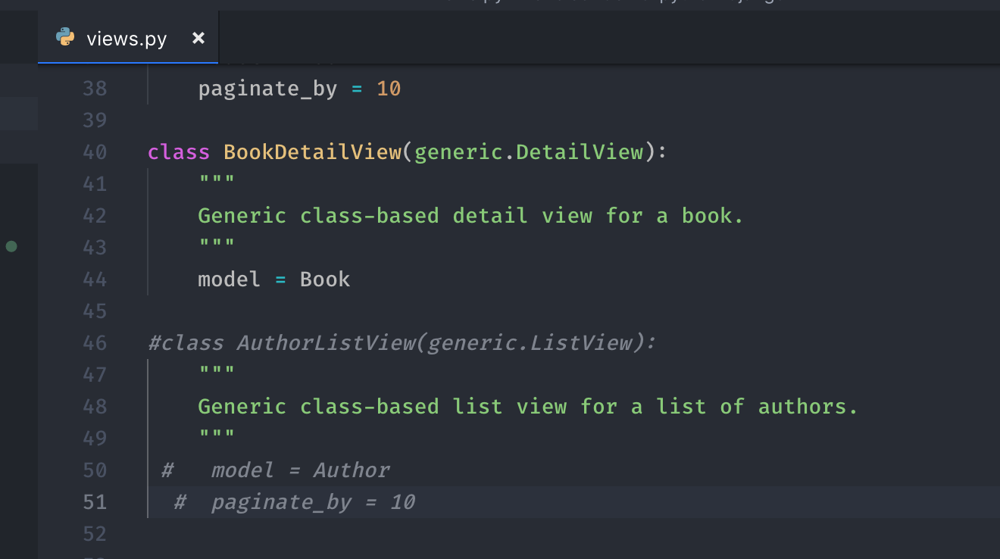 views.py ×
38 paginate_by = 10
39
40 class BookDetailView(generic.DetailView):
41 """
42 Generic class-based detail view for a book.
43 """
44 model = Book
45
46 #class AuthorListView(generic.ListView):
47 """
48 Generic class-based list view for a list of authors.
49 """
50 # model = Author
51 # paginate_by = 10
52